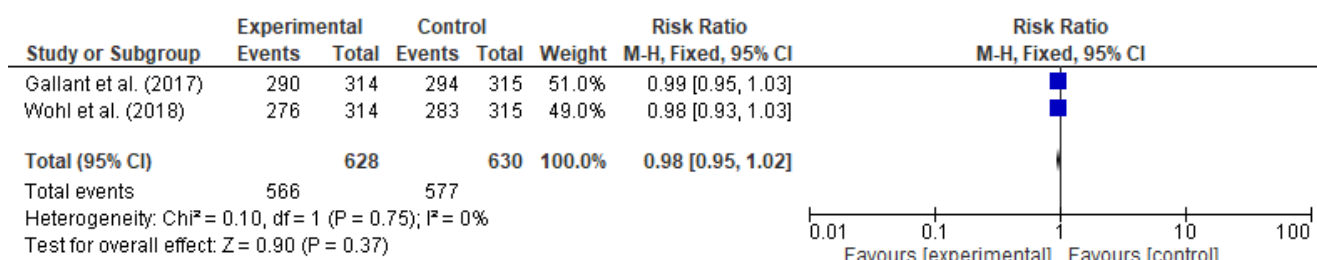 Experimental Control Risk Ratio Risk Ratio
Study or Subgroup Events Total Events Total Weight M-H, Fixed, 95% CI M-H, Fixed, 95% CI
Gallant et al. (2017) 290 314 294 315 51.0% 0.99 [0.95, 1.03]
Wohl et al. (2018) 276 314 283 315 49.0% 0.98 [0.93, 1.03]
Total (95% CI) 628 630 100.0% 0.98 [0.95, 1.02]
Total events 566 577
Heterogeneity: Chi² = 0.10, df = 1 (P = 0.75); I² = 0%
Test for overall effect: Z = 0.90 (P = 0.37)
0.01 0.1 1 10 100
Favours [experimental] Favours [control]